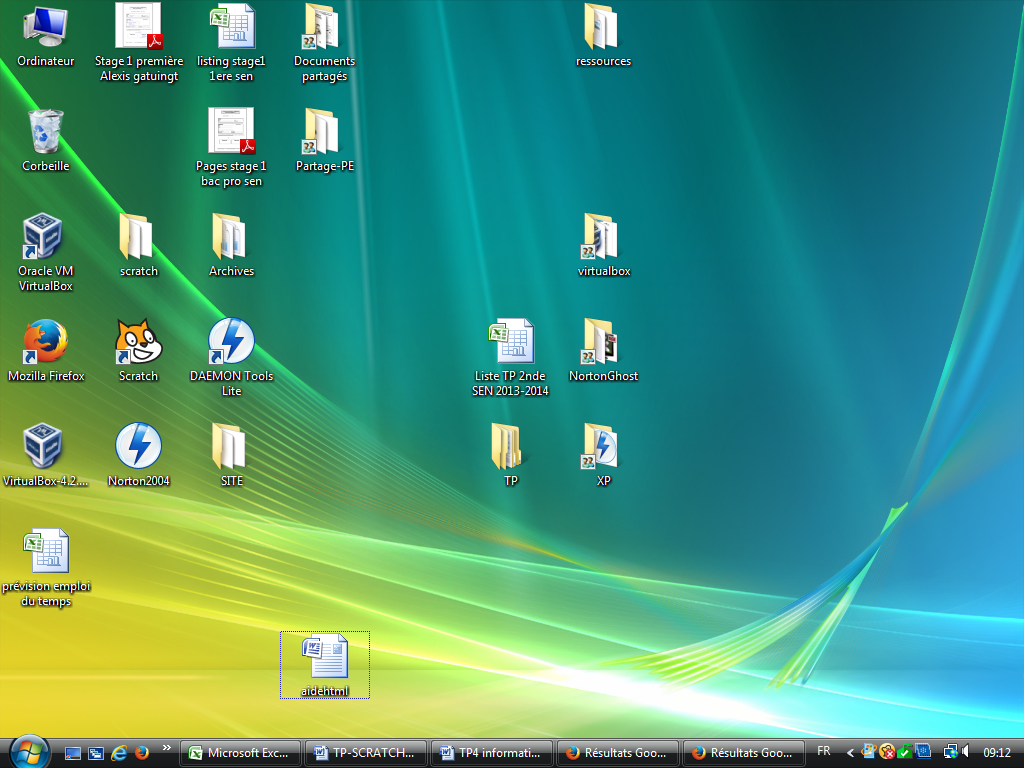 Ordinateur
Stage 1 première
Alexis gatuingt
listing stage1
1ere sen
Documents
partagés
ressources
Corbeille
Pages stage 1
bac pro sen
Partage-PE
Oracle VM
VirtualBox
scratch
Archives
virtualbox
Mozilla Firefox
Scratch
DAEMON Tools
Lite
Liste TP 2nde
SEN 2013-2014
NortonGhost
VirtualBox-4.2....
Norton2004
SITE
TP
XP
prévision emploi
du temps
aidehtml
Microsoft Exc...
TP-SCRATCH...
TP4 informati...
Résultats Goo...
Résultats Goo...
FR
09:12